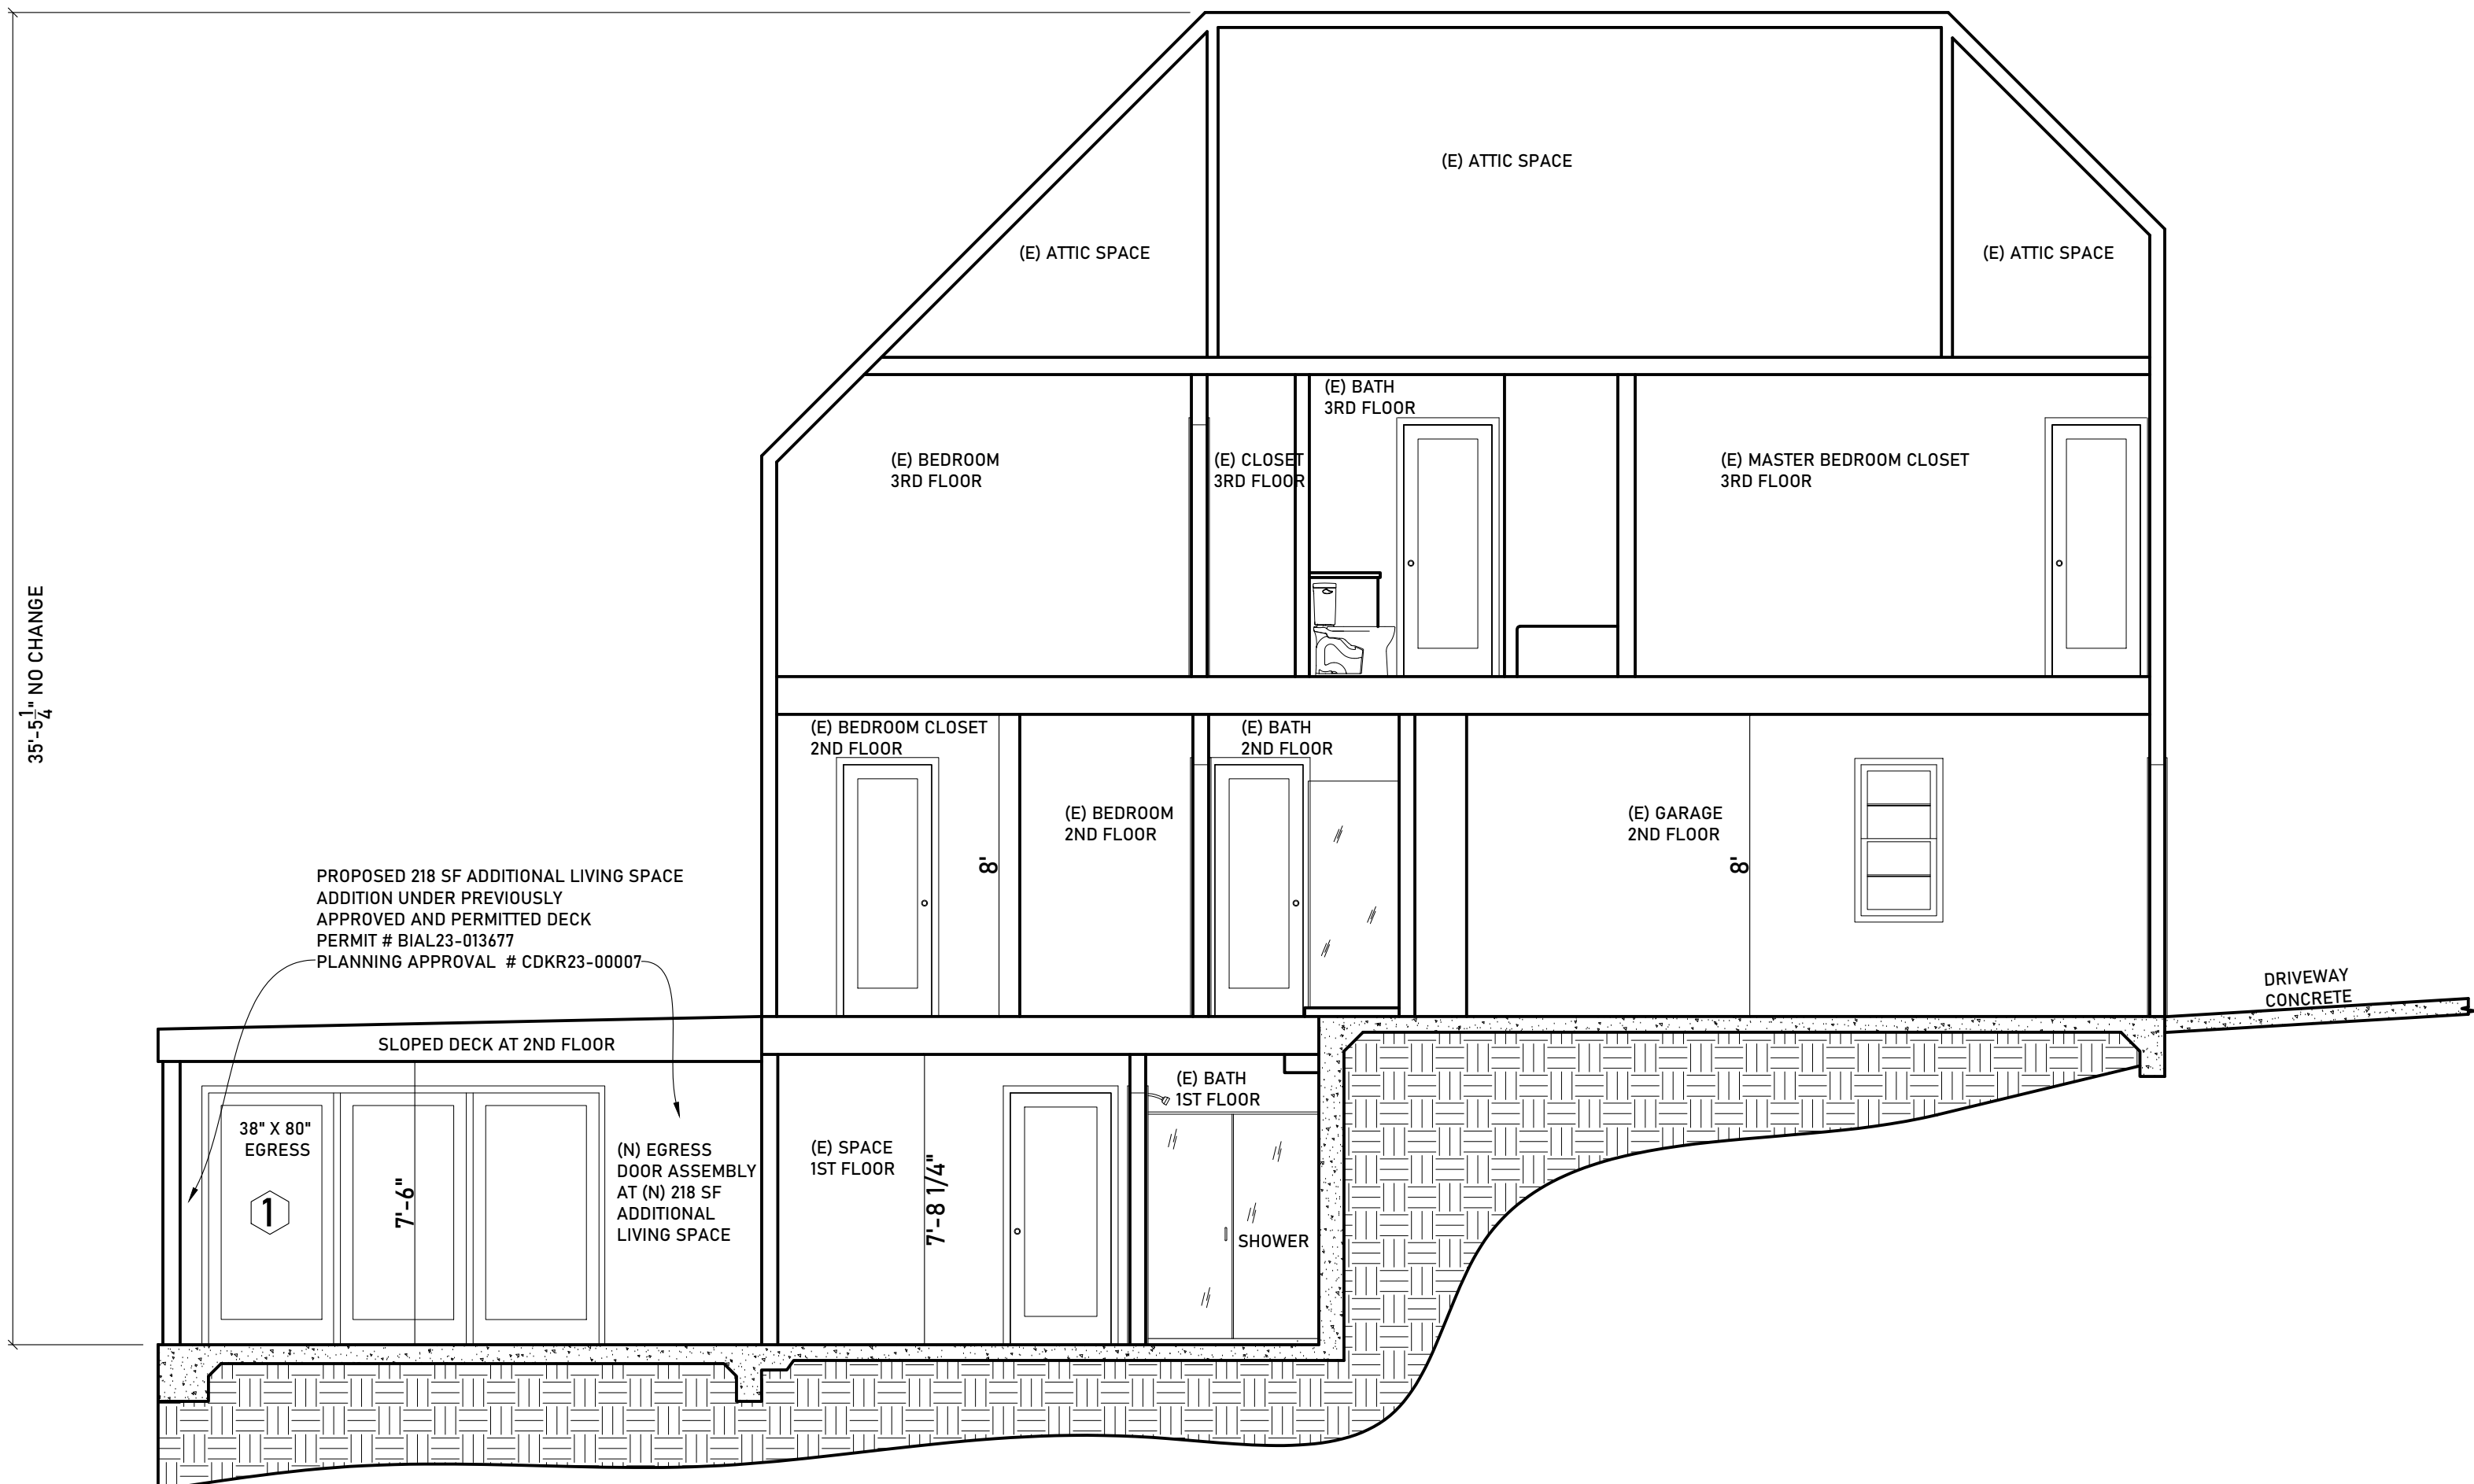 (E) ATTIC SPACE
(E) ATTIC SPACE
(E) ATTIC SPACE
(E) BATH
3RD FLOOR
(E) BEDROOM
3RD FLOOR
(E) CLOSET
3RD FLOOR
(E) MASTER BEDROOM CLOSET
3RD FLOOR
35'-5 1/4" NO CHANGE
(E) BEDROOM CLOSET
2ND FLOOR
(E) BATH
2ND FLOOR
(E) BEDROOM
2ND FLOOR
(E) GARAGE
2ND FLOOR
8'
8'
PROPOSED 218 SF ADDITIONAL LIVING SPACE
ADDITION UNDER PREVIOUSLY
APPROVED AND PERMITTED DECK
PERMIT # BIAL23-013677
PLANNING APPROVAL # CDKR23-00007
DRIVEWAY
CONCRETE
SLOPED DECK AT 2ND FLOOR
(E) BATH
1ST FLOOR
38" X 80"
EGRESS
(N) EGRESS
DOOR ASSEMBLY
AT (N) 218 SF
ADDITIONAL
LIVING SPACE
(E) SPACE
1ST FLOOR
1
7'-6"
7'-8 1/4"
SHOWER